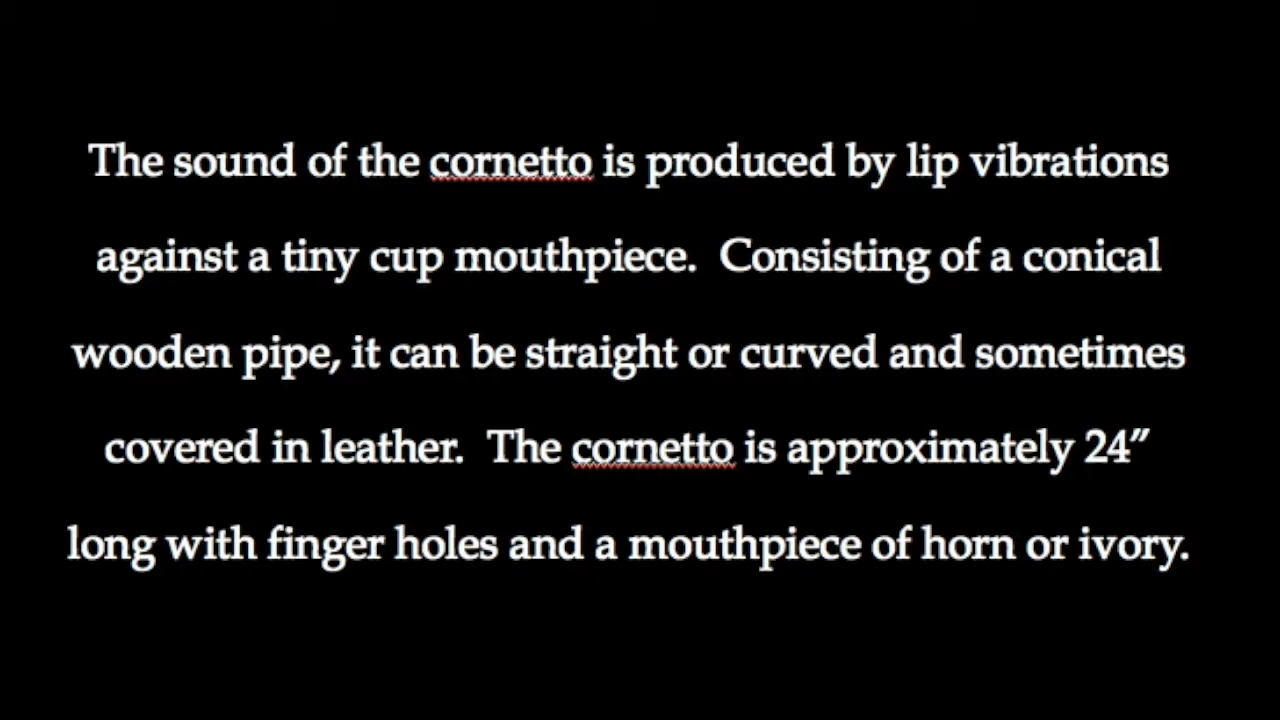 The sound of the cornetto is produced by lip vibrations
against a tiny cup mouthpiece.  Consisting of a conical
wooden pipe, it can be straight or curved and sometimes
covered in leather.  The cornetto is approximately 24”
long with finger holes and a mouthpiece of horn or ivory.